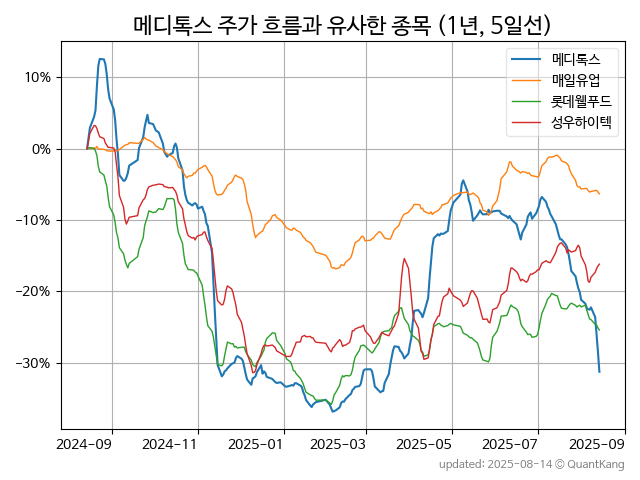 메디톡스 주가 흐름과 유사한 종목 (1년, 5일선)
메디톡스
매일유업
롯데웰푸드
성우하이텍
10%
0%
−10%
−20%
−30%
2024-09 2024-11 2025-01 2025-03 2025-05 2025-07 2025-09
updated: 2025-08-14 © QuantKang